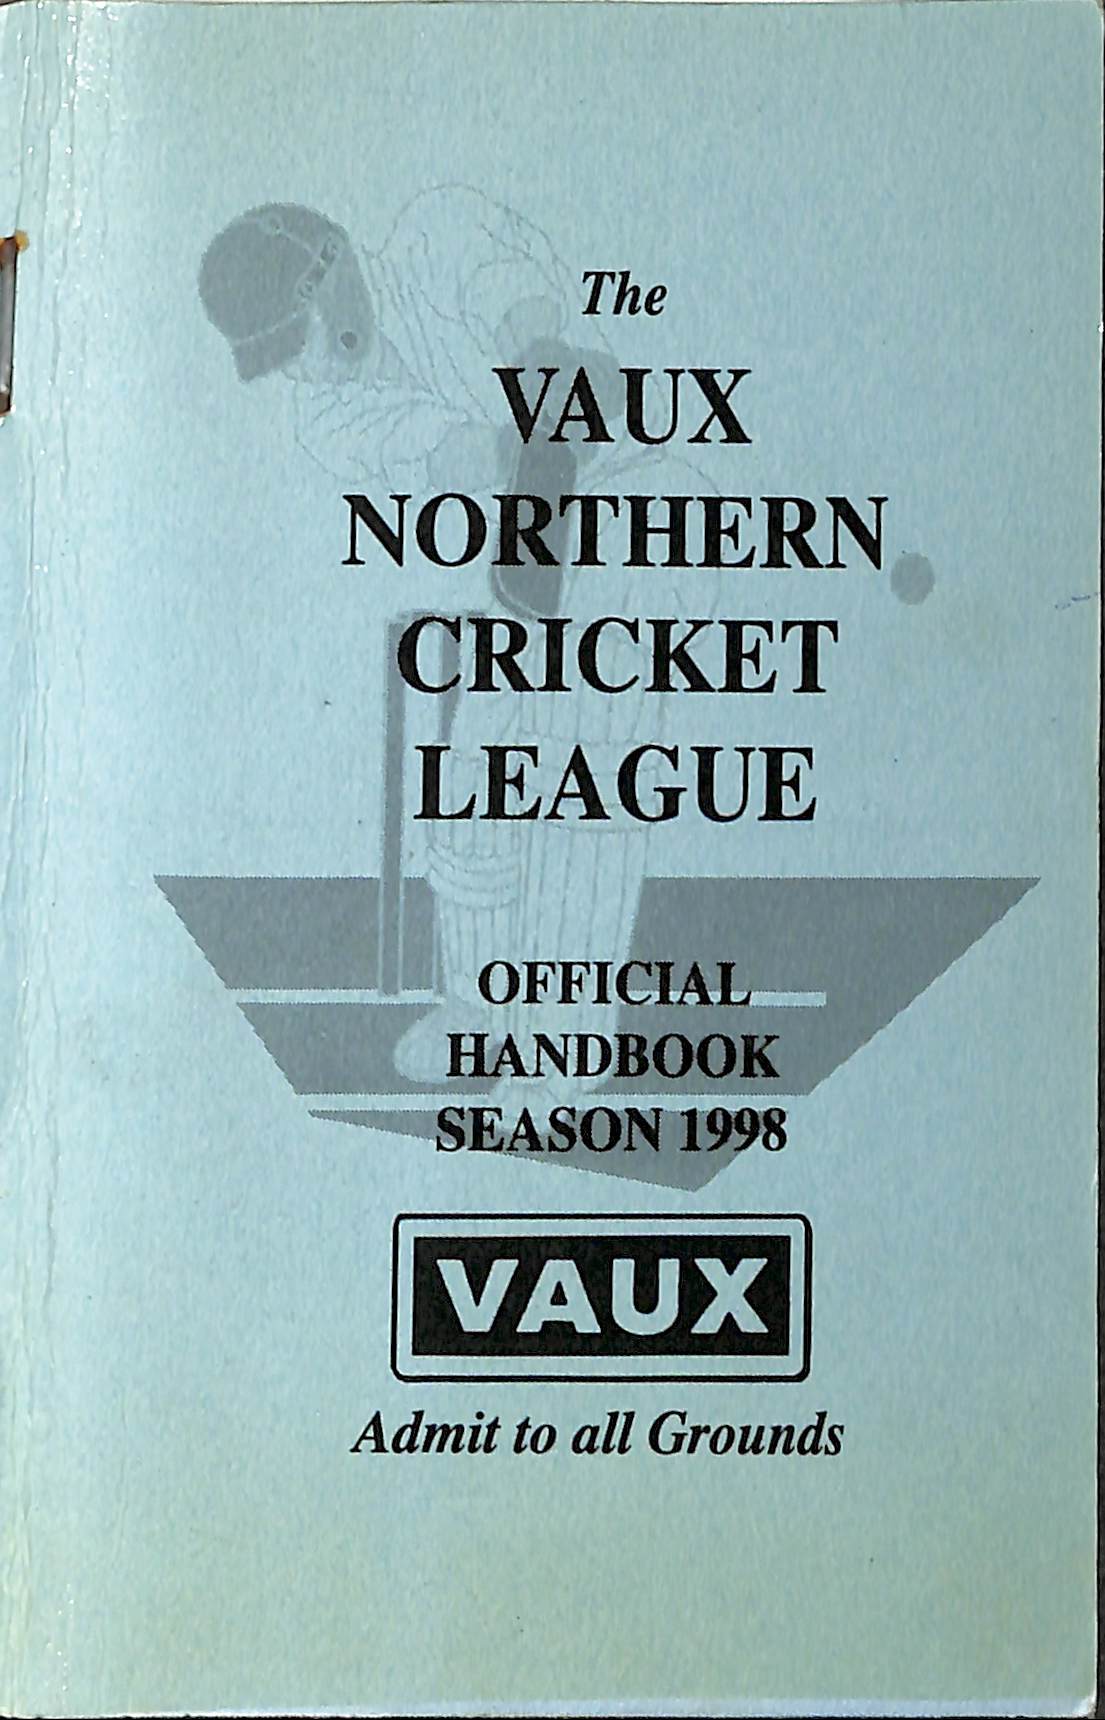 The
VAUX
NORTHERN
CRICKET
LEAGUE
OFFICIAL
HANDBOOK
SEASON 1998
VAUX
Admit to all Grounds